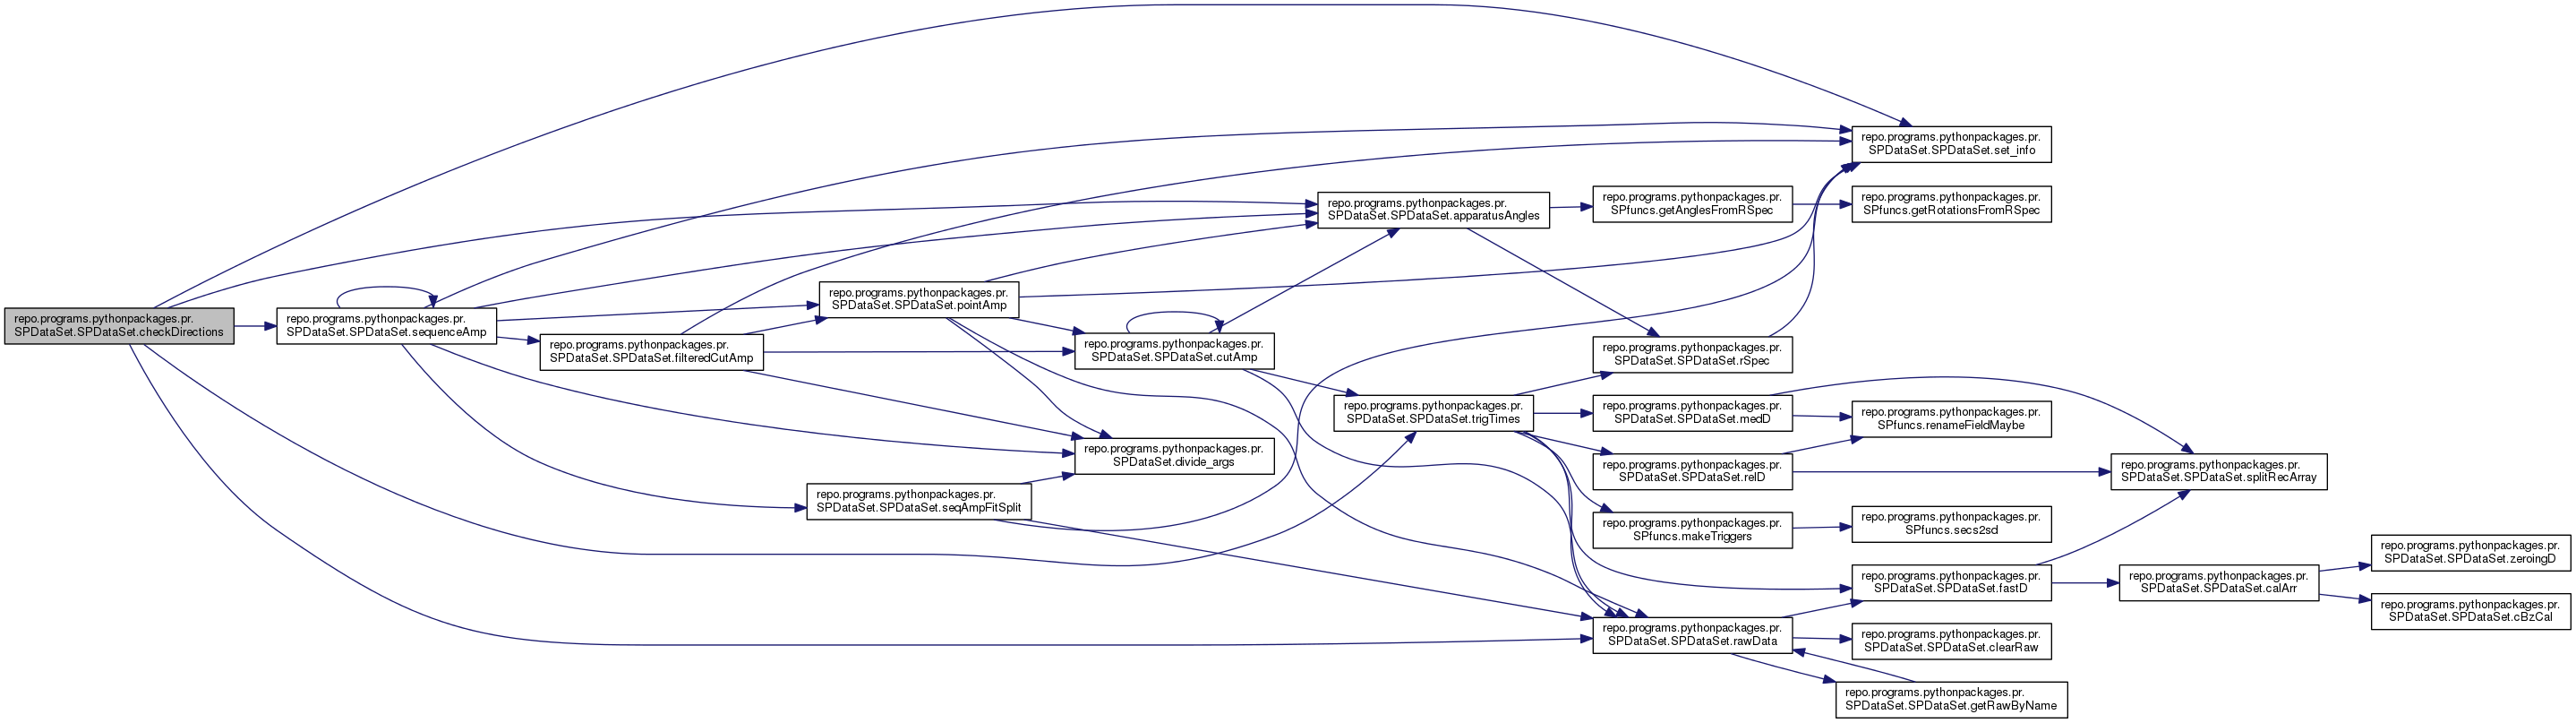 repo.programs.pythonpackages.pr.
SPDataSet.SPDataSet.checkDirections
repo.programs.pythonpackages.pr.
SPDataSet.SPDataSet.sequenceAmp
repo.programs.pythonpackages.pr.
SPDataSet.SPDataSet.filteredCutAmp
repo.programs.pythonpackages.pr.
SPDataSet.SPDataSet.pointAmp
repo.programs.pythonpackages.pr.
SPDataSet.SPDataSet.seqAmpFitSplit
repo.programs.pythonpackages.pr.
SPDataSet.SPDataSet.cutAmp
repo.programs.pythonpackages.pr.
SPDataSet.divide_args
repo.programs.pythonpackages.pr.
SPDataSet.SPDataSet.apparatusAngles
repo.programs.pythonpackages.pr.
SPDataSet.SPDataSet.trigTimes
repo.programs.pythonpackages.pr.
SPfuncs.getAnglesFromRSpec
repo.programs.pythonpackages.pr.
SPDataSet.SPDataSet.rSpec
repo.programs.pythonpackages.pr.
SPDataSet.SPDataSet.medD
repo.programs.pythonpackages.pr.
SPDataSet.SPDataSet.relD
repo.programs.pythonpackages.pr.
SPfuncs.makeTriggers
repo.programs.pythonpackages.pr.
SPDataSet.SPDataSet.rawData
repo.programs.pythonpackages.pr.
SPDataSet.SPDataSet.set_info
repo.programs.pythonpackages.pr.
SPfuncs.getRotationsFromRSpec
repo.programs.pythonpackages.pr.
SPfuncs.renameFieldMaybe
repo.programs.pythonpackages.pr.
SPfuncs.secs2sd
repo.programs.pythonpackages.pr.
SPDataSet.SPDataSet.fastD
repo.programs.pythonpackages.pr.
SPDataSet.SPDataSet.clearRaw
repo.programs.pythonpackages.pr.
SPDataSet.SPDataSet.getRawByName
repo.programs.pythonpackages.pr.
SPDataSet.SPDataSet.splitRecArray
repo.programs.pythonpackages.pr.
SPDataSet.SPDataSet.calArr
repo.programs.pythonpackages.pr.
SPDataSet.SPDataSet.zeroingD
repo.programs.pythonpackages.pr.
SPDataSet.SPDataSet.cBzCal